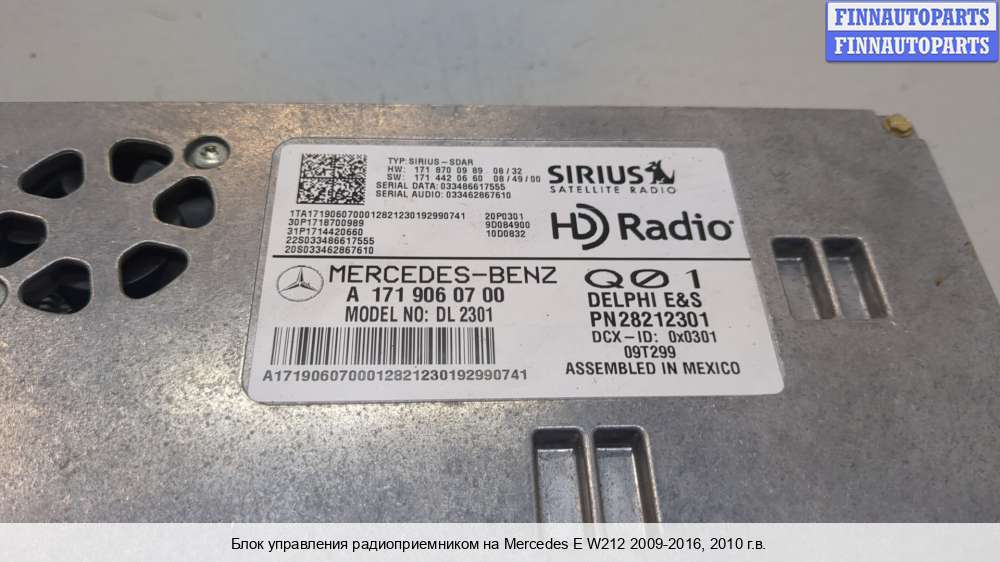 FINNAUTOPARTS
FINNAUTOPARTS
TYP: SIRIUS-SDAR
HW: 171 870 09 89 08/32
SW: 171 442 06 60 08/49/00
SERIAL DATA: 033486617555
SERIAL AUDIO: 033462867610
SIRIUS
SATELLITE RADIO
1TA17190607000128212301929907​41 20P0301
30P1718700989 9D084900
31P1714420660 10D0832
22S033486617555
20S033462867610
HD Radio
MERCEDES-BENZ
A 171 906 07 00
MODEL NO: DL 2301
Q01
DELPHI E&S
PN28212301
DCX-ID: 0x0301
09T299
ASSEMBLED IN MEXICO
A1719060700012821230192990741
Блок управления радиоприемником на Mercedes E W212 2009-2016, 2010 г.в.